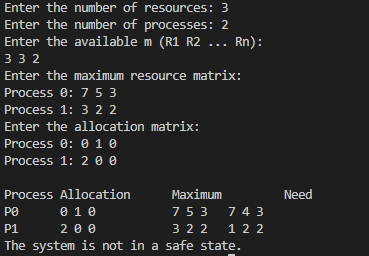 Enter the number of resources: 3
Enter the number of processes: 2
Enter the available m (R1 R2 ... Rn):
3 3 2
Enter the maximum resource matrix:
Process 0: 7 5 3
Process 1: 3 2 2
Enter the allocation matrix:
Process 0: 0 1 0
Process 1: 2 0 0
Process Allocation Maximum Need
P0 0 1 0 7 5 3 7 4 3
P1 2 0 0 3 2 2 1 2 2
The system is not in a safe state.